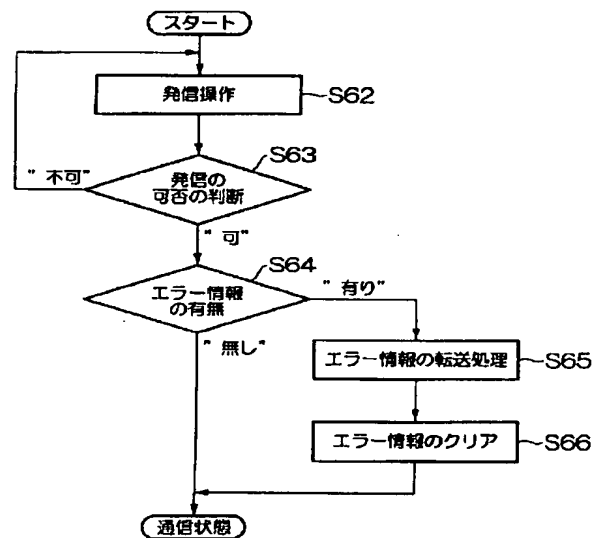 スタート
発信操作
S62
S63
発信の
可否の判断
” 不可”
” 可”
S64
エラー情報
の有無
” 有り”
” 無し”
エラー情報の転送処理
S65
エラー情報のクリア
S66
通信状態